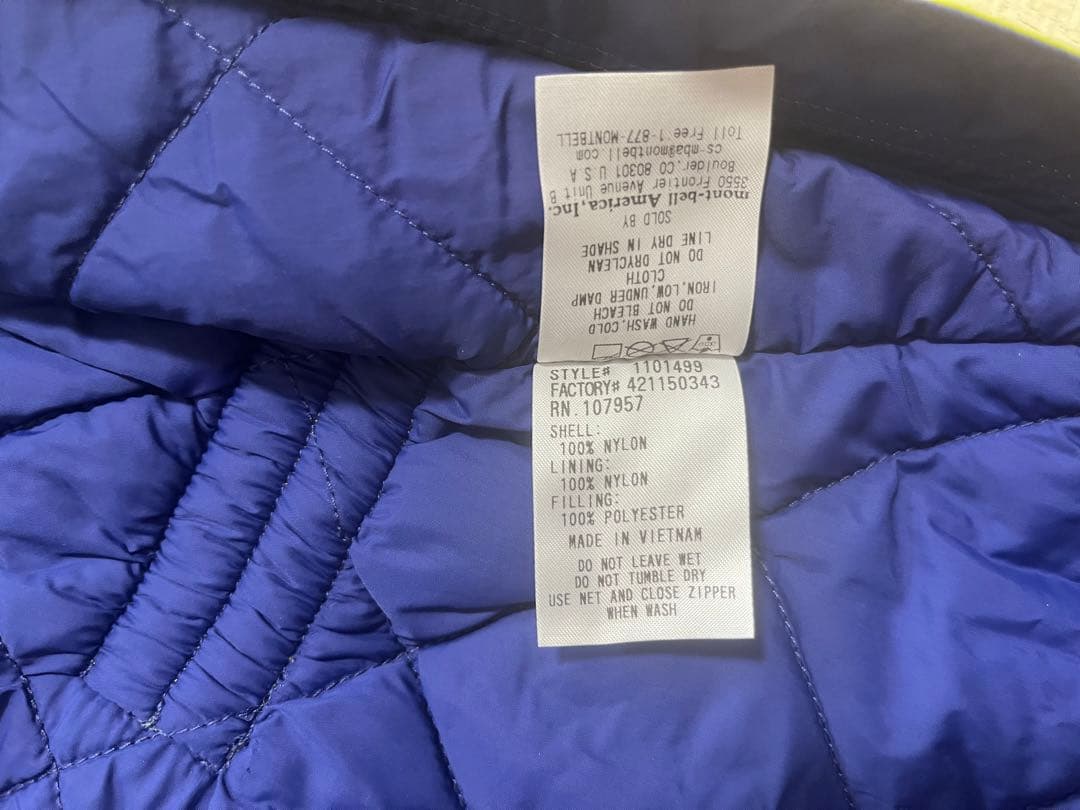 STYLE# 1101499
FACTORY# 421150343
RN.107957
SHELL:
100% NYLON
LINING:
100% NYLON
FILLING:
100% POLYESTER
MADE IN VIETNAM
DO NOT LEAVE WET
DO NOT TUMBLE DRY
USE NET AND CLOSE ZIPPER
WHEN WASH
HAND WASH,COLD
DO NOT BLEACH
IRON,LOW,UNDER DAMP
CLOTH
DO NOT DRYCLEAN
LINE DRY IN SHADE
SOLD BY
mont-bell America,Inc.
3550 Frontier Avenue Unit B
Boulder,CO 80301 U.S.A
cs-mba@montbell.com
Toll Free:1-877-MONTBELL